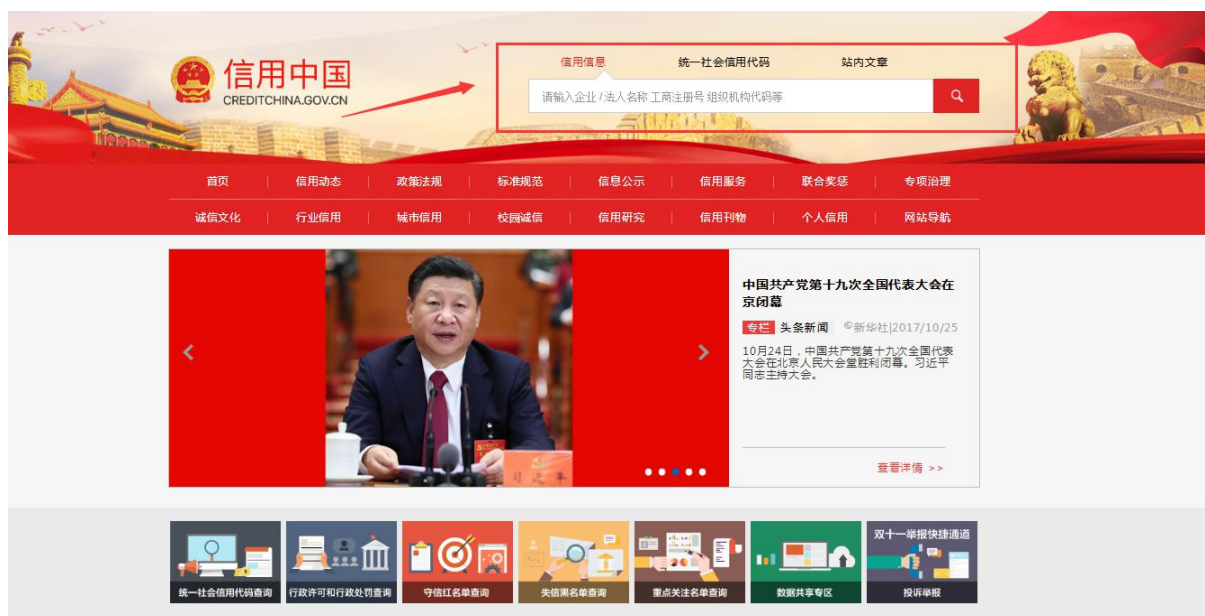 信用中国
CREDITCHINA.GOV.CN
信用信息 统一社会信用代码 站内文章
请输入企业/法人名称 工商注册号 组织机构代码等
首页 | 信用动态 | 政策法规 | 标准规范 | 信息公示 | 信用服务 | 联合奖惩 | 专项治理
诚信文化 | 行业信用 | 城市信用 | 校园诚信 | 信用研究 | 信用刊物 | 个人信用 | 网站导航
中国共产党第十九次全国代表大会在
京闭幕
专栏 头条新闻 ©新华社|2017/10/25
10月24日，中国共产党第十九次全国代表
大会在北京人民大会堂胜利闭幕。习近平
同志主持大会。
习近平
查看详情 >>
双十一举报快捷通道
统一社会信用代码查询 行政许可和行政处罚查询 守信红名单查询 失信黑名单查询 重点关注名单查询 数据共享专区 投诉举报